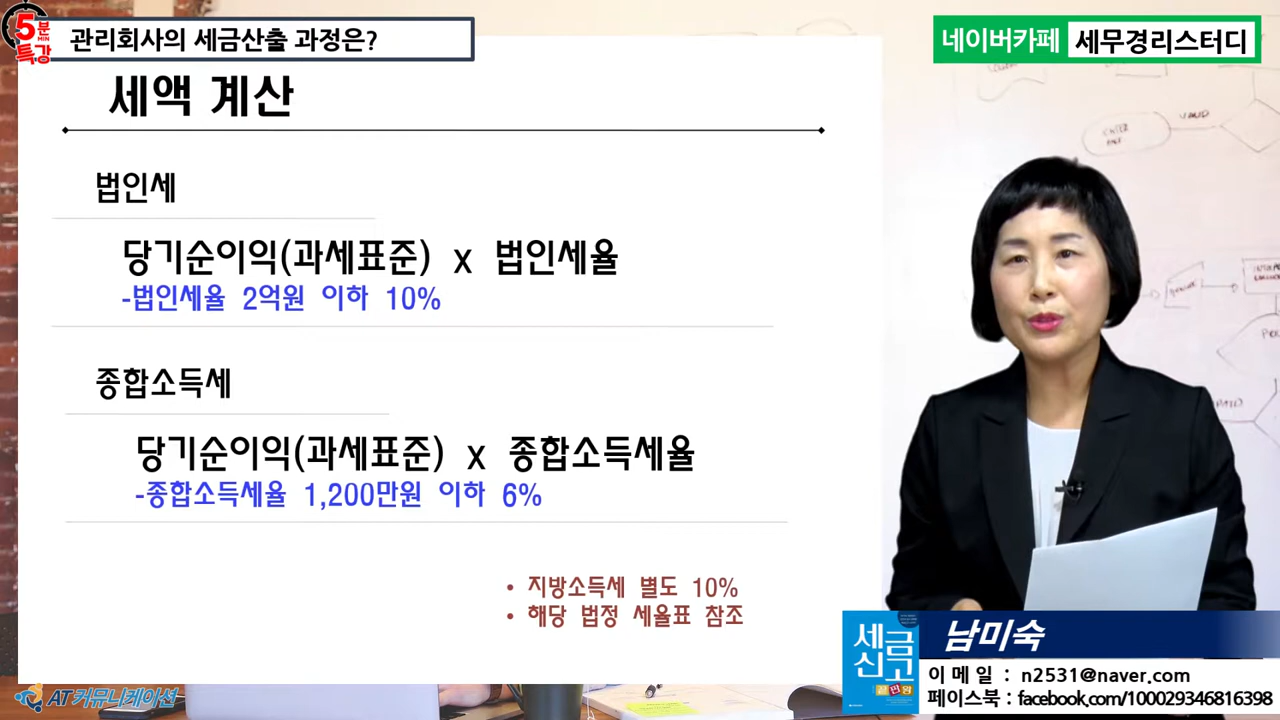 5분
MIN
특강
관리회사의 세금산출 과정은?
네이버카페 세무경리스터디
세액 계산
법인세
당기순이익(과세표준) x 법인세율
-법인세율 2억원 이하 10%
종합소득세
당기순이익(과세표준) x 종합소득세율
-종합소득세율 1,200만원 이하 6%
• 지방소득세 별도 10%
• 해당 법정 세율표 참조
VALID
세금
신고
끝판왕
남미숙
이 메 일 : n2531@naver.com
페이스북 : facebook.com/100029346816398
AT커뮤니케이션